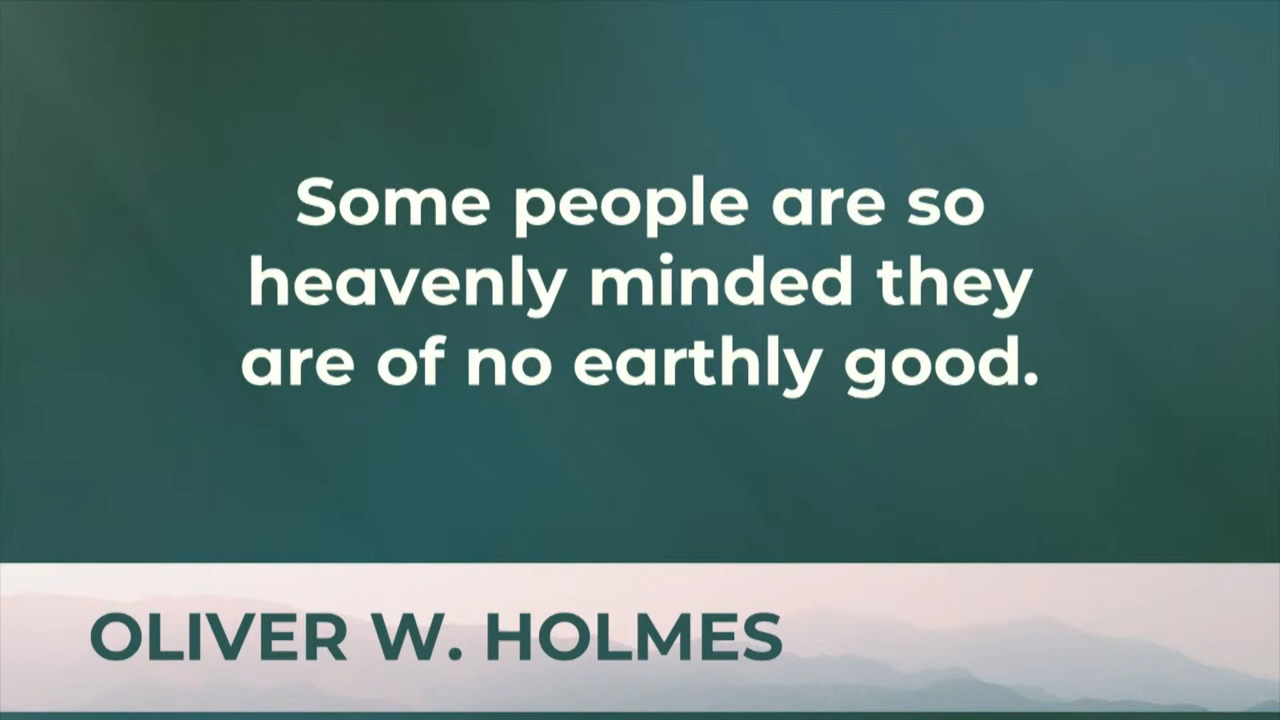 Some people are so
heavenly minded they
are of no earthly good.
OLIVER W. HOLMES